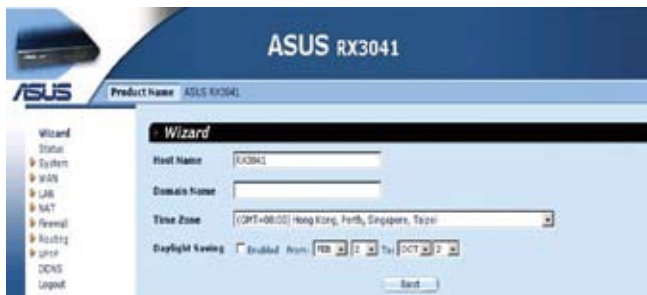 ASUS RX3041
ASUS
Product Name ASUS RX3041
Wizard
Status
System
WAN
LAN
NAT
Firewall
Routing
UPnP
DDNS
Logout
Wizard
Host Name RX3041
Domain Name
Time Zone (GMT+08:00) Hong Kong, Perth, Singapore, Taipei
Daylight Saving Enabled From: FEB 2 To: OCT 2
Next